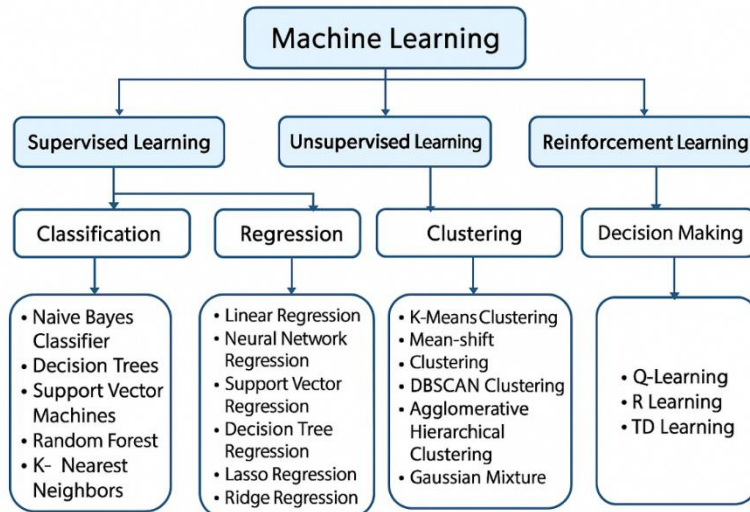 Machine Learning
Supervised Learning
Unsupervised Learning
Reinforcement Learning
Classification
Regression
Clustering
Decision Making
• Naive Bayes
Classifier
• Decision Trees
• Support Vector
Machines
• Random Forest
• K- Nearest
Neighbors
• Linear Regression
• Neural Network
Regression
• Support Vector
Regression
• Decision Tree
Regression
• Lasso Regression
• Ridge Regression
• K-Means Clustering
• Mean-shift
• Clustering
• DBSCAN Clustering
• Agglomerative
Hierarchical
Clustering
• Gaussian Mixture
• Q-Learning
• R Learning
• TD Learning